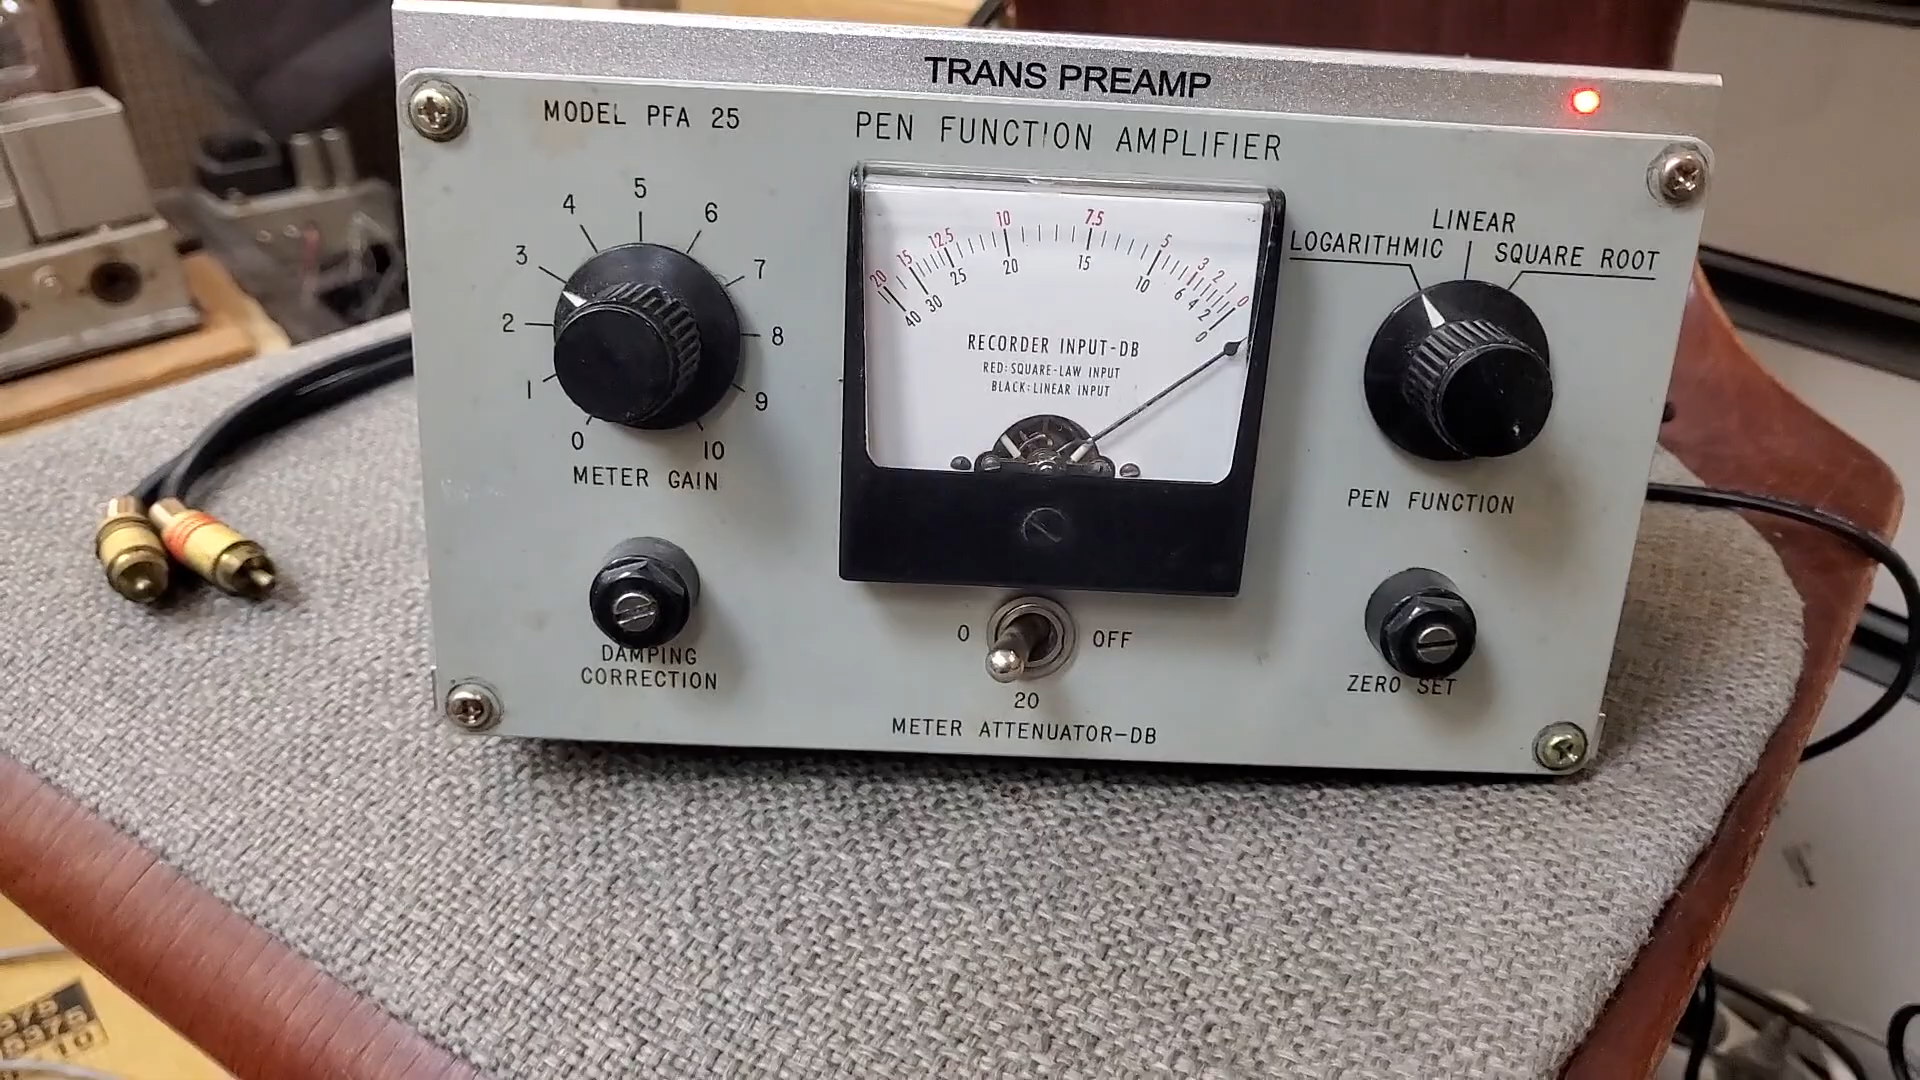 TRANS PREAMP
MODEL PFA 25
PEN FUNCTION AMPLIFIER
0 1 2 3 4 5 6 7 8 9 10
METER GAIN
20 15 12.5 10 7.5 5 3 2 1 0
40 30 25 20 15 10 6 4 2 0
RECORDER INPUT-DB
RED: SQUARE-LAW INPUT
BLACK: LINEAR INPUT
LINEAR
LOGARITHMIC SQUARE ROOT
PEN FUNCTION
DAMPING
CORRECTION
0 OFF
20
METER ATTENUATOR-DB
ZERO SET